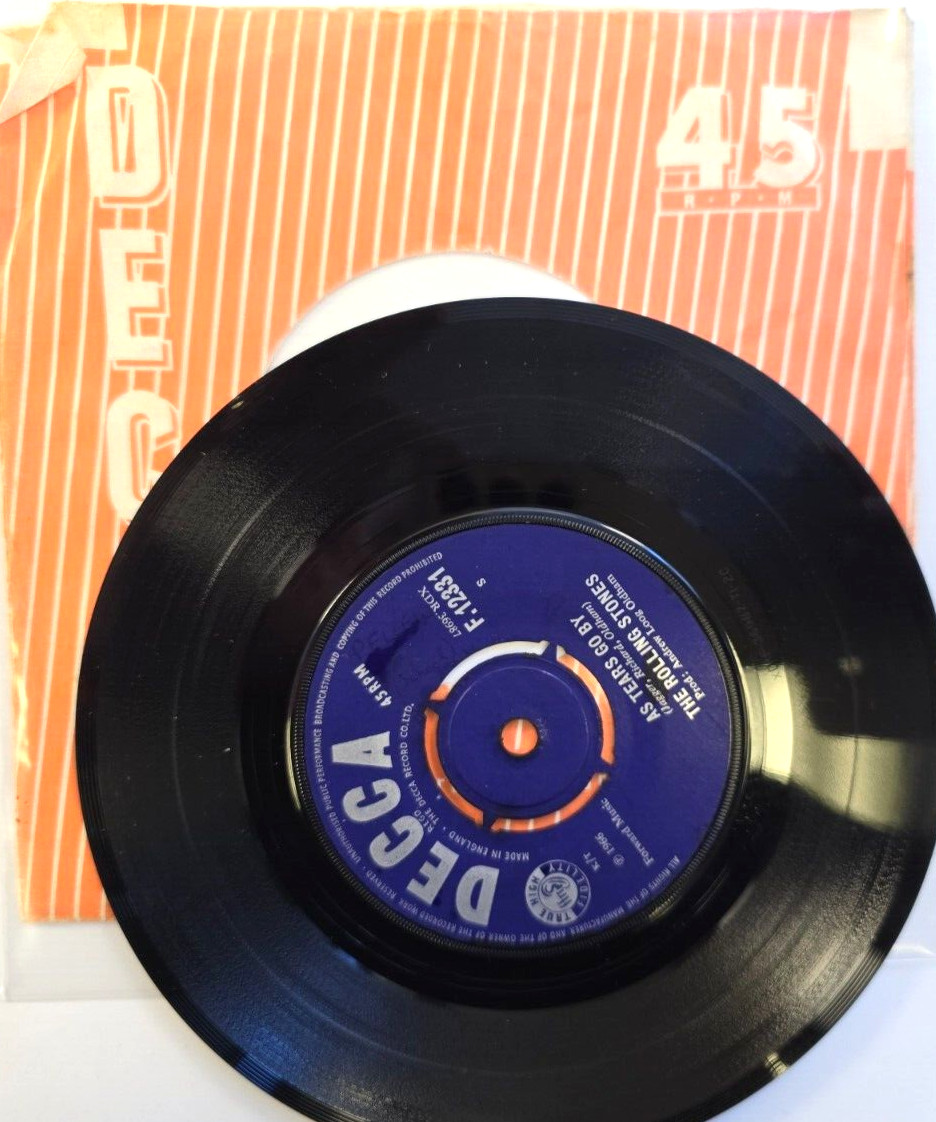 DEC
45
R·P·M
DECCA
45 RPM
F.12331
XDR.36987
S
REGD THE DECCA RECORD CO. LTD.
MADE IN ENGLAND •
TRUE HIGH FIDELITY
ffrr
K/T
℗ 1966
Forward Music
AS TEARS GO BY
(Jagger, Richard, Oldham)
THE ROLLING STONES
Prod: Andrew Loog Oldham
ALL RIGHTS OF THE MANUFACTURER AND OF THE OWNER OF THE RECORDED WORK RESERVED • UNAUTHORISED PUBLIC PERFORMANCE BROADCASTING AND COPYING OF THIS RECORD PROHIBITED